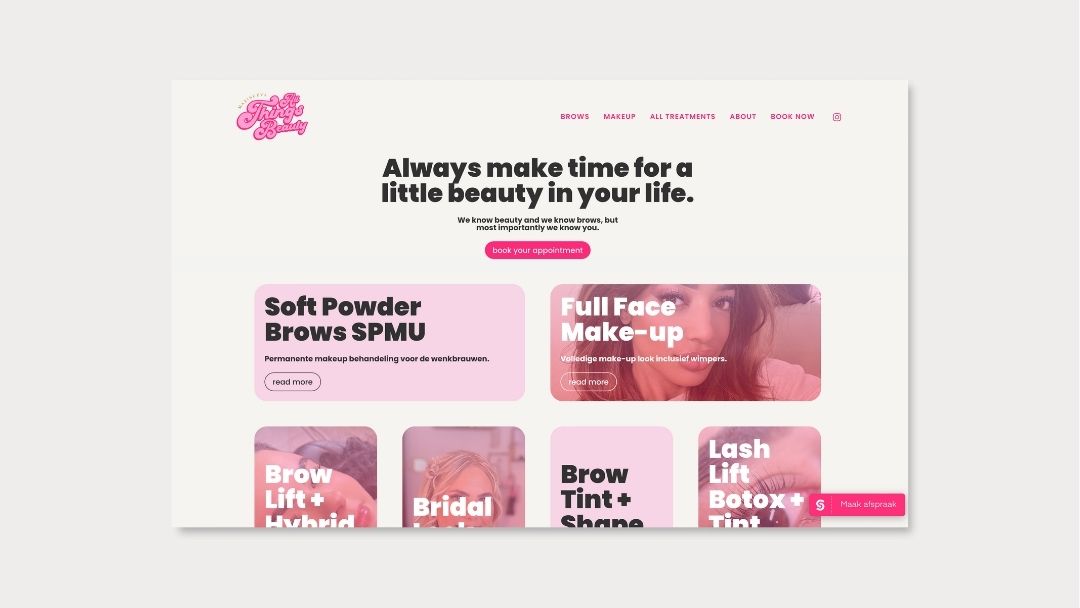 All
Things
Beauty
BROWS MAKEUP ALL TREATMENTS ABOUT BOOK NOW
Always make time for a
little beauty in your life.
We know beauty and we know brows, but
most importantly we know you.
book your appointment
Soft Powder
Brows SPMU
Permanente makeup behandeling voor de wenkbrauwen.
read more
Full Face
Make-up
Volledige make-up look inclusief wimpers.
read more
Brow
Lift +
Hybrid
Bridal
Brow
Tint +
Shape
Lash
Lift
Botox +
Tint
Maak afspraak